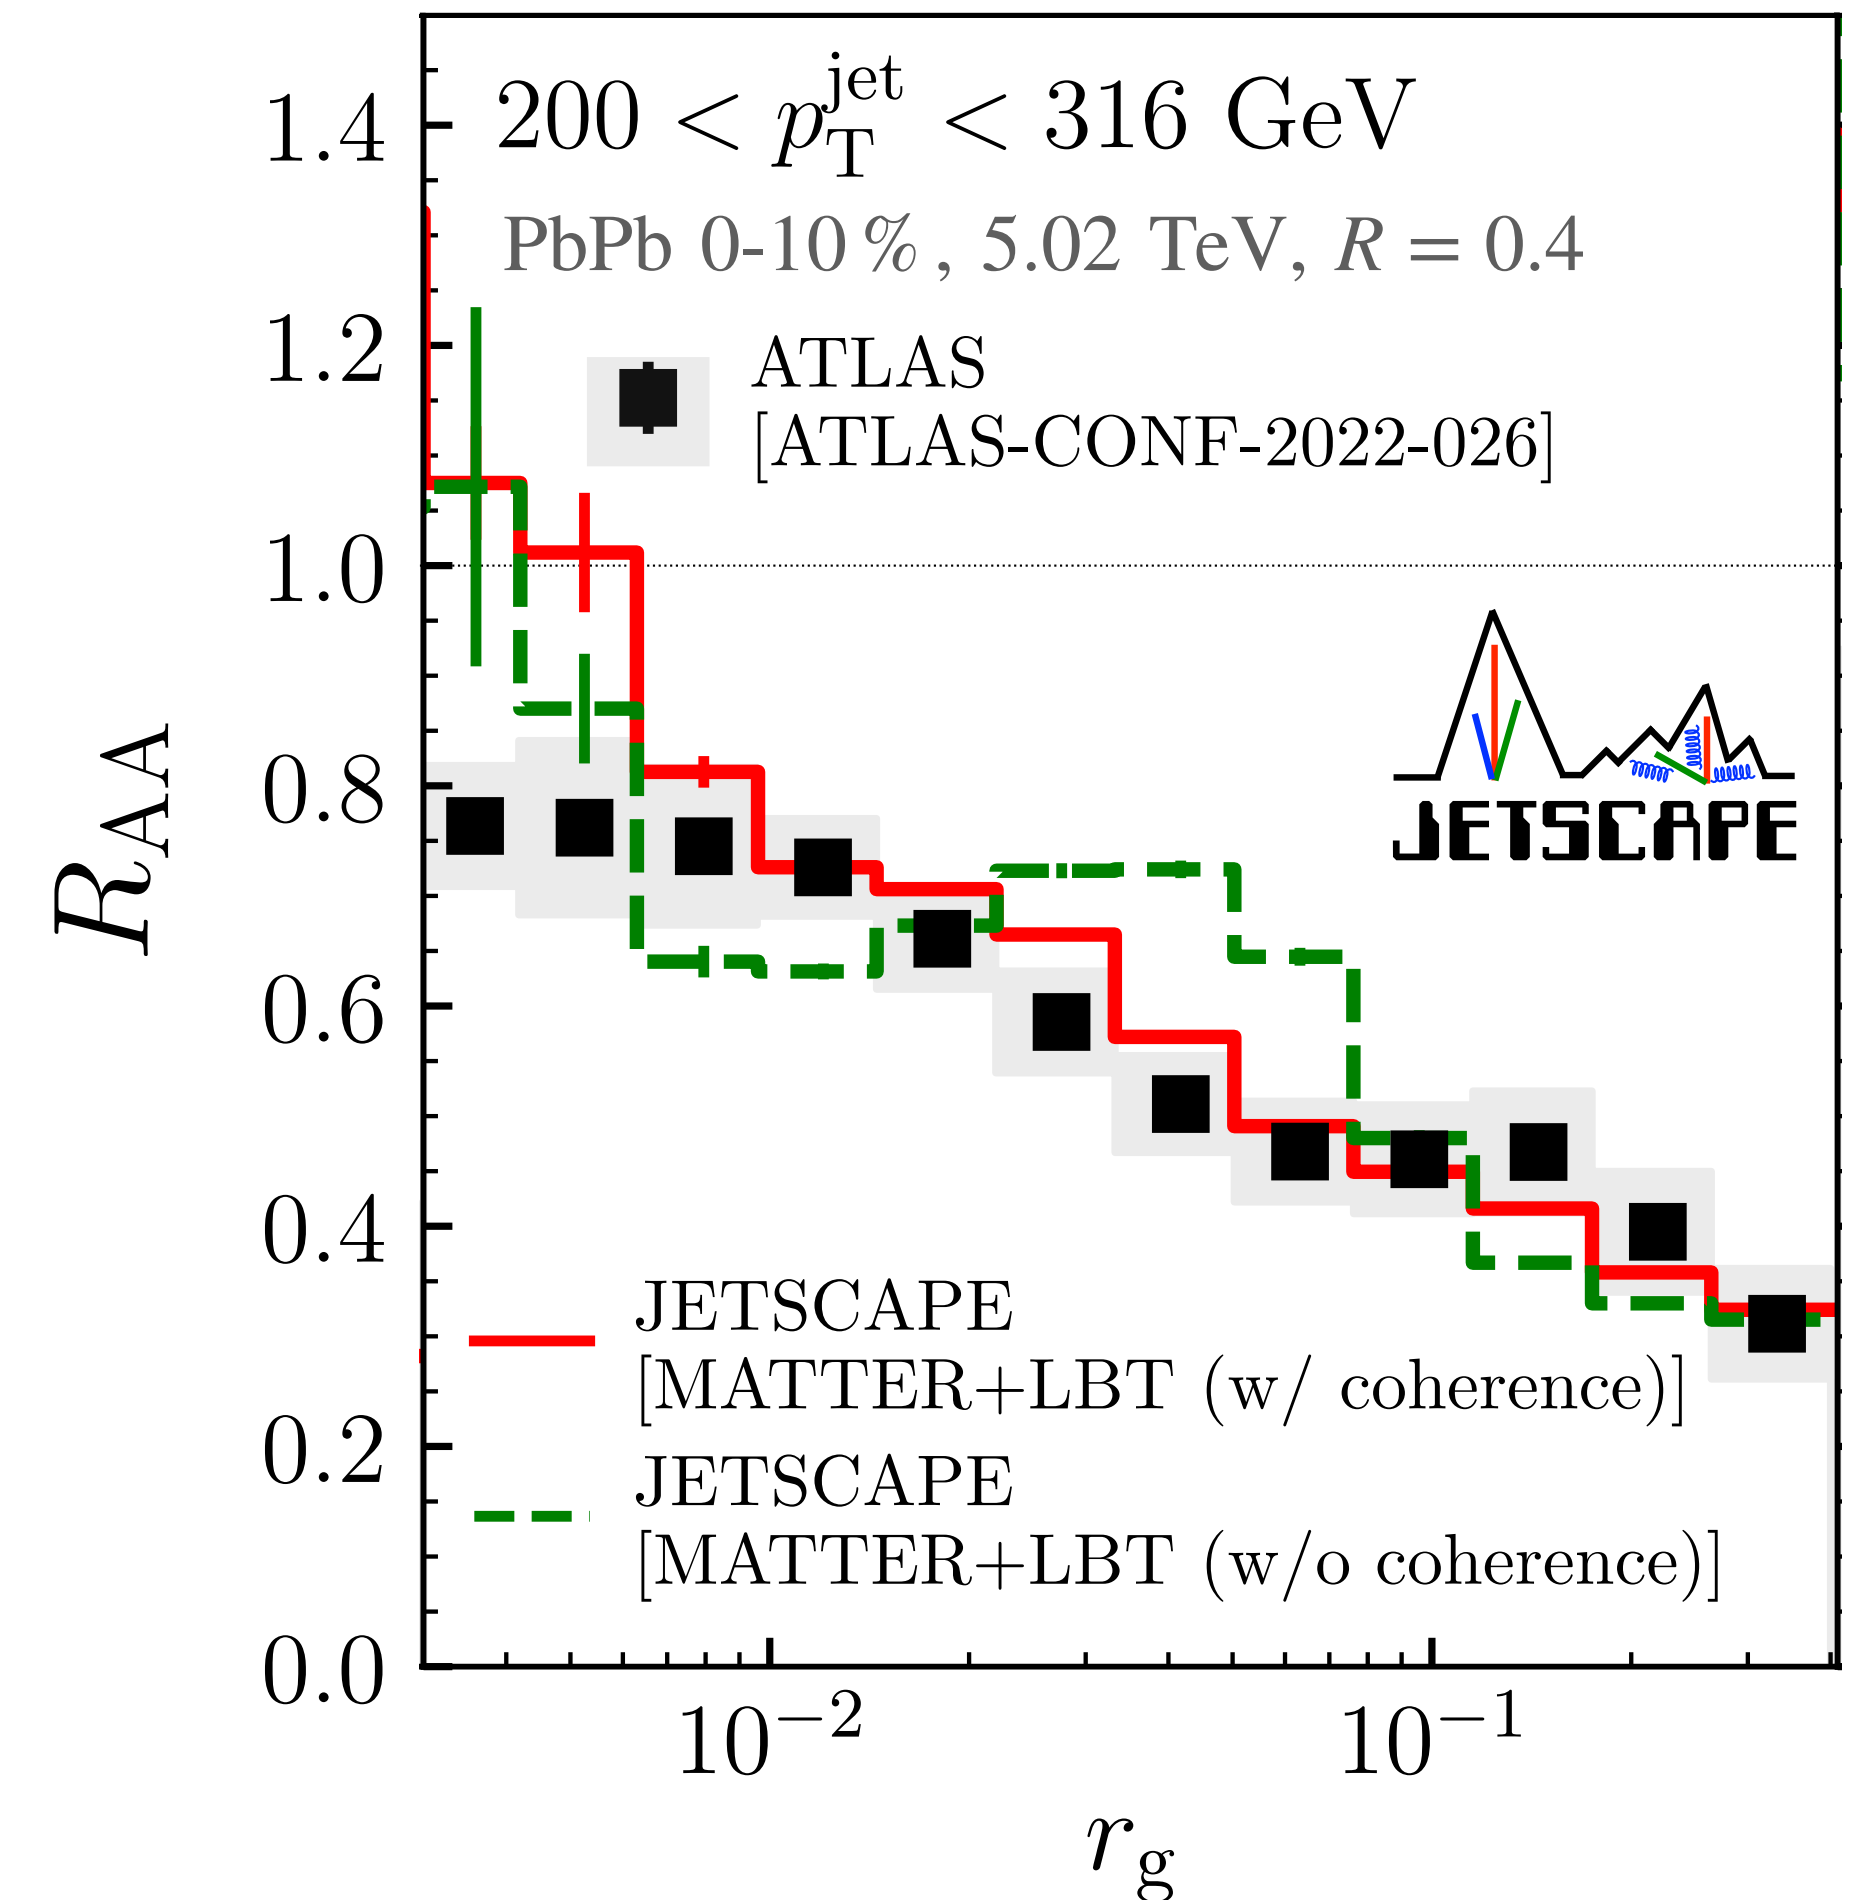 200 < p_T^jet < 316 GeV
PbPb 0-10 % , 5.02 TeV, R = 0.4
ATLAS
[ATLAS-CONF-2022-026]
JETSCAPE
JETSCAPE
[MATTER+LBT (w/ coherence)]
JETSCAPE
[MATTER+LBT (w/o coherence)]
R_AA
1.4
1.2
1.0
0.8
0.6
0.4
0.2
0.0
10^−2
10^−1
r_g